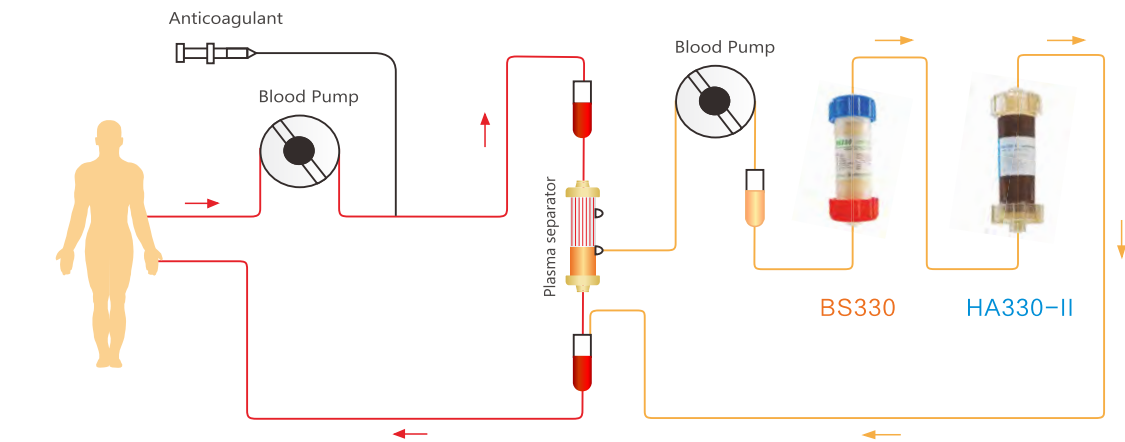 Anticoagulant
Blood Pump
Blood Pump
Plasma separator
BS330
HA330-II